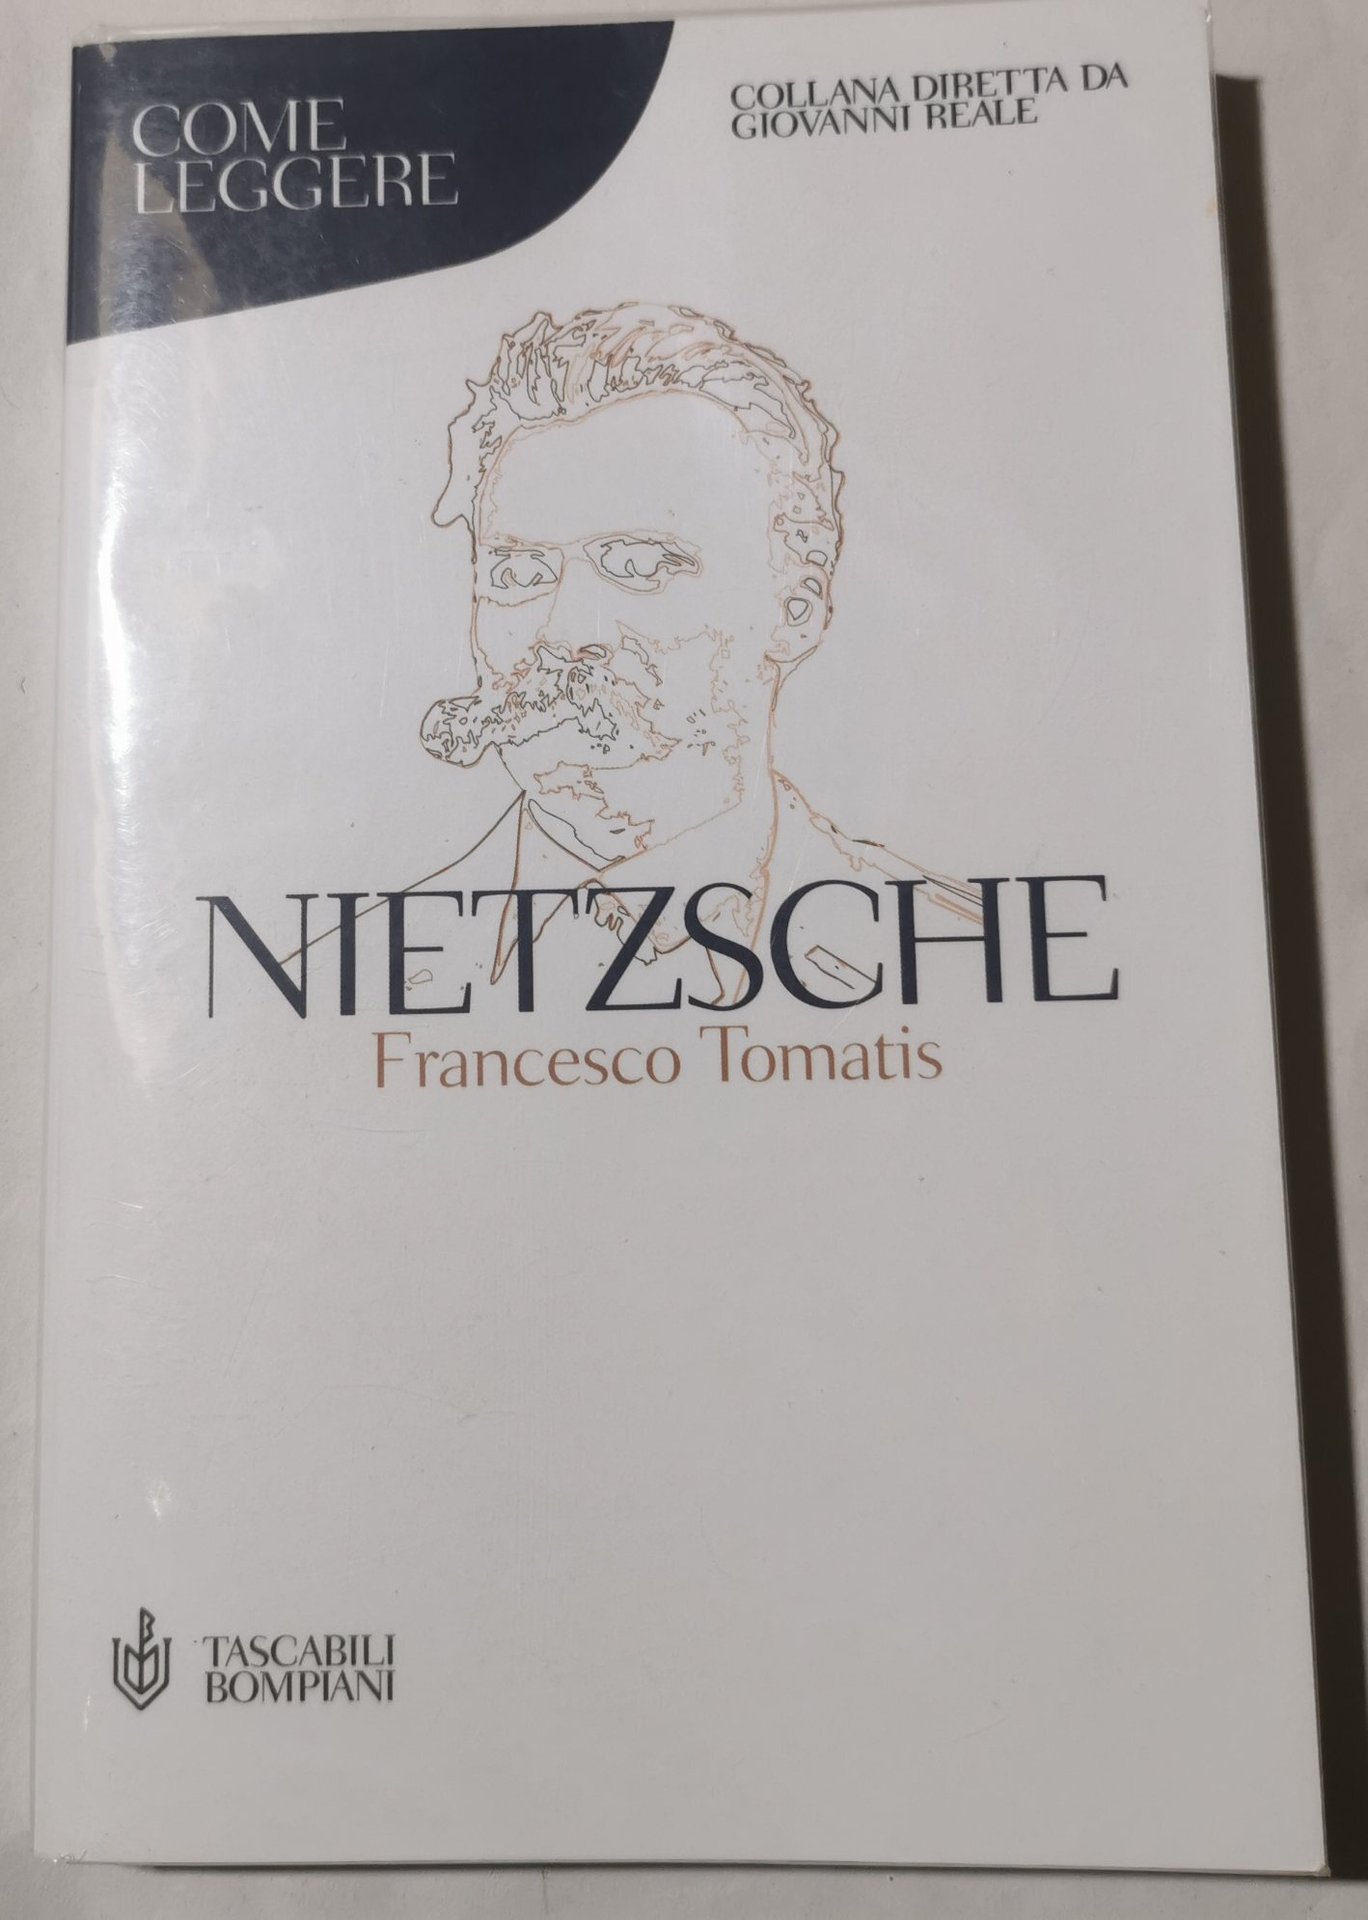 COME
LEGGERE
COLLANA DIRETTA DA
GIOVANNI REALE
NIETZSCHE
Francesco Tomatis
B
TASCABILI
BOMPIANI